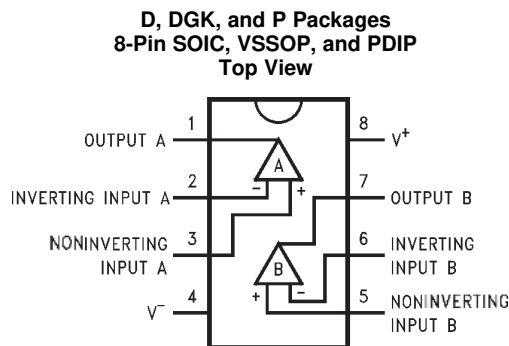 D, DGK, and P Packages
8-Pin SOIC, VSSOP, and PDIP
Top View
1
OUTPUT A
8
V+
A
- +
2
INVERTING INPUT A
7
OUTPUT B
3
NONINVERTING
INPUT A
6
INVERTING
INPUT B
B
+ -
4
V-
5
NONINVERTING
INPUT B